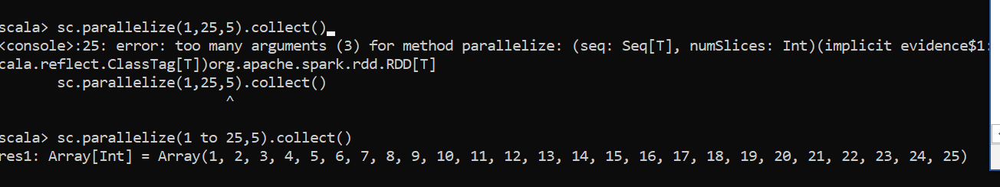 scala> sc.parallelize(1,25,5).collect()
<console>:25: error: too many arguments (3) for method parallelize: (seq: Seq[T], numSlices: Int)(implicit evidence$1:
cala.reflect.ClassTag[T])org.apache.spark.rdd.RDD[T]
       sc.parallelize(1,25,5).collect()
                           ^
scala> sc.parallelize(1 to 25,5).collect()
res1: Array[Int] = Array(1, 2, 3, 4, 5, 6, 7, 8, 9, 10, 11, 12, 13, 14, 15, 16, 17, 18, 19, 20, 21, 22, 23, 24, 25)